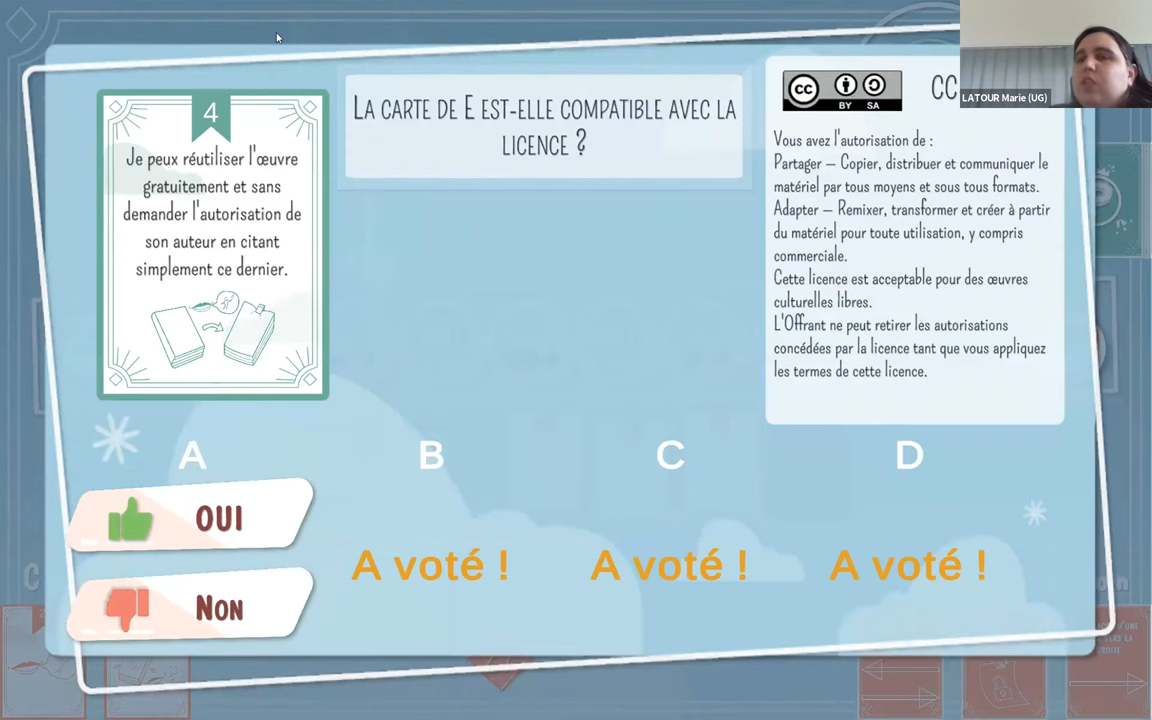 4
Je peux réutiliser l'œuvre
gratuitement et sans
demander l'autorisation de
son auteur en citant
simplement ce dernier.
La carte de E est-elle compatible avec la
licence ?
cc
BY SA
CC
LATOUR Marie (UG)
Vous avez l'autorisation de :
Partager – Copier, distribuer et communiquer le
matériel par tous moyens et sous tous formats.
Adapter – Remixer, transformer et créer à partir
du matériel pour toute utilisation, y compris
commerciale.
Cette licence est acceptable pour des œuvres
culturelles libres.
L'Offrant ne peut retirer les autorisations
concédées par la licence tant que vous appliquez
les termes de cette licence.
A
B
C
D
OUI
Non
A voté !
A voté !
A voté !